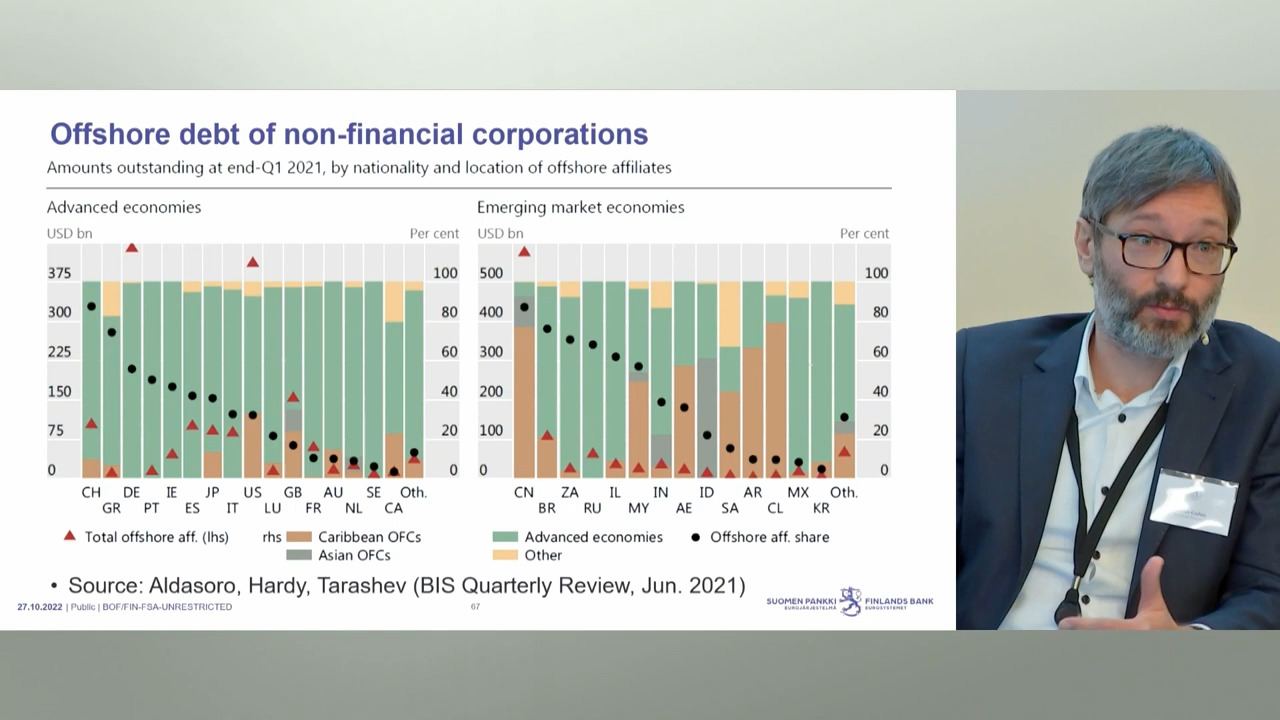 Offshore debt of non-financial corporations
Amounts outstanding at end-Q1 2021, by nationality and location of offshore affiliates
Advanced economies
USD bn Per cent
375 100
300 80
225 60
150 40
75 20
0 0
CH DE IE JP US GB AU SE Oth.
GR PT ES IT LU FR NL CA
Emerging market economies
USD bn Per cent
500 100
400 80
300 60
200 40
100 20
0 0
CN ZA IL IN ID AR MX Oth.
BR RU MY AE SA CL KR
Total offshore aff. (lhs) rhs Caribbean OFCs Advanced economies Offshore aff. share
Asian OFCs Other
• Source: Aldasoro, Hardy, Tarashev (BIS Quarterly Review, Jun. 2021)
27.10.2022 | Public | BOF/FIN-FSA-UNRESTRICTED
67
SUOMEN PANKKI FINLANDS BANK
EUROJÄRJESTELMÄ EUROSYSTEMET